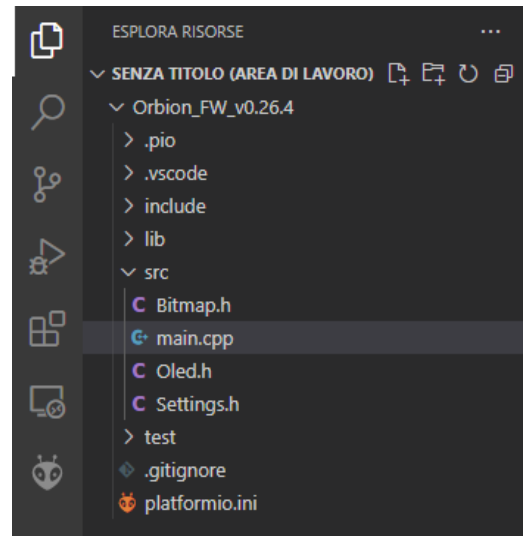 ESPLORA RISORSE
SENZA TITOLO (AREA DI LAVORO)
Orbion_FW_v0.26.4
.pio
.vscode
include
lib
src
C Bitmap.h
main.cpp
C Oled.h
C Settings.h
test
.gitignore
platformio.ini